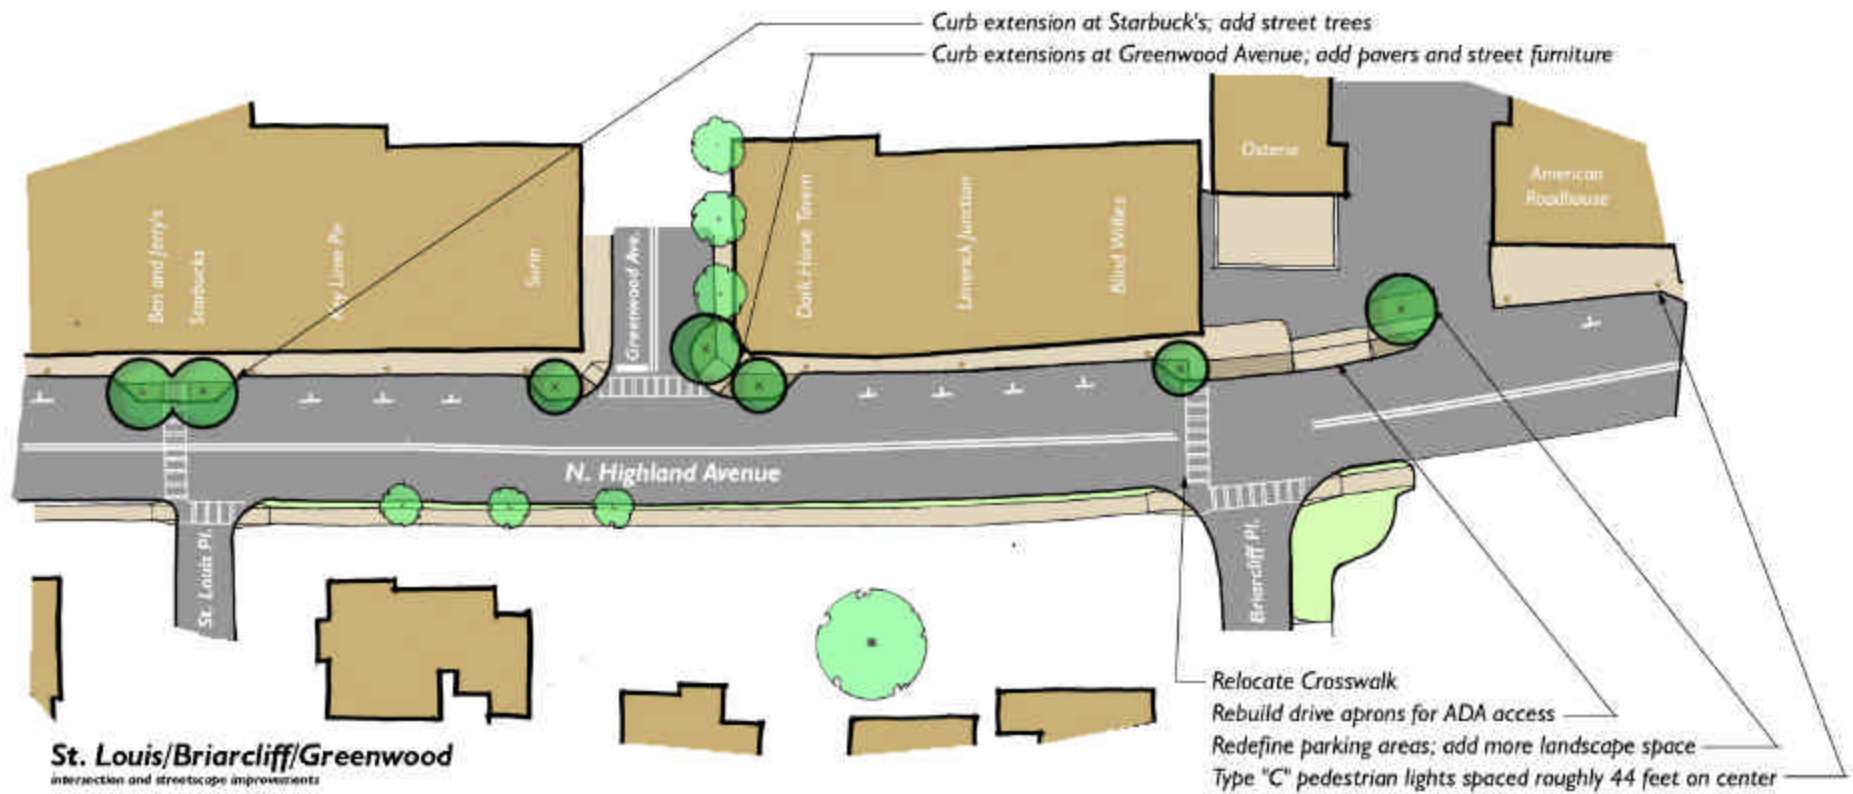 Curb extension at Starbuck's; add street trees
Curb extensions at Greenwood Avenue; add pavers and street furniture
Osteria
American
Roadhouse
Ben and Jerry's
Starbucks
Key Lime Pie
Surin
Greenwood Ave.
Dark Horse Tavern
Limerick Junction
Blind Willies
N. Highland Avenue
St. Louis Pl.
Briarcliff Pl.
Relocate Crosswalk
Rebuild drive aprons for ADA access
Redefine parking areas; add more landscape space
Type "C" pedestrian lights spaced roughly 44 feet on center
St. Louis/Briarcliff/Greenwood
intersection and streetscape improvements